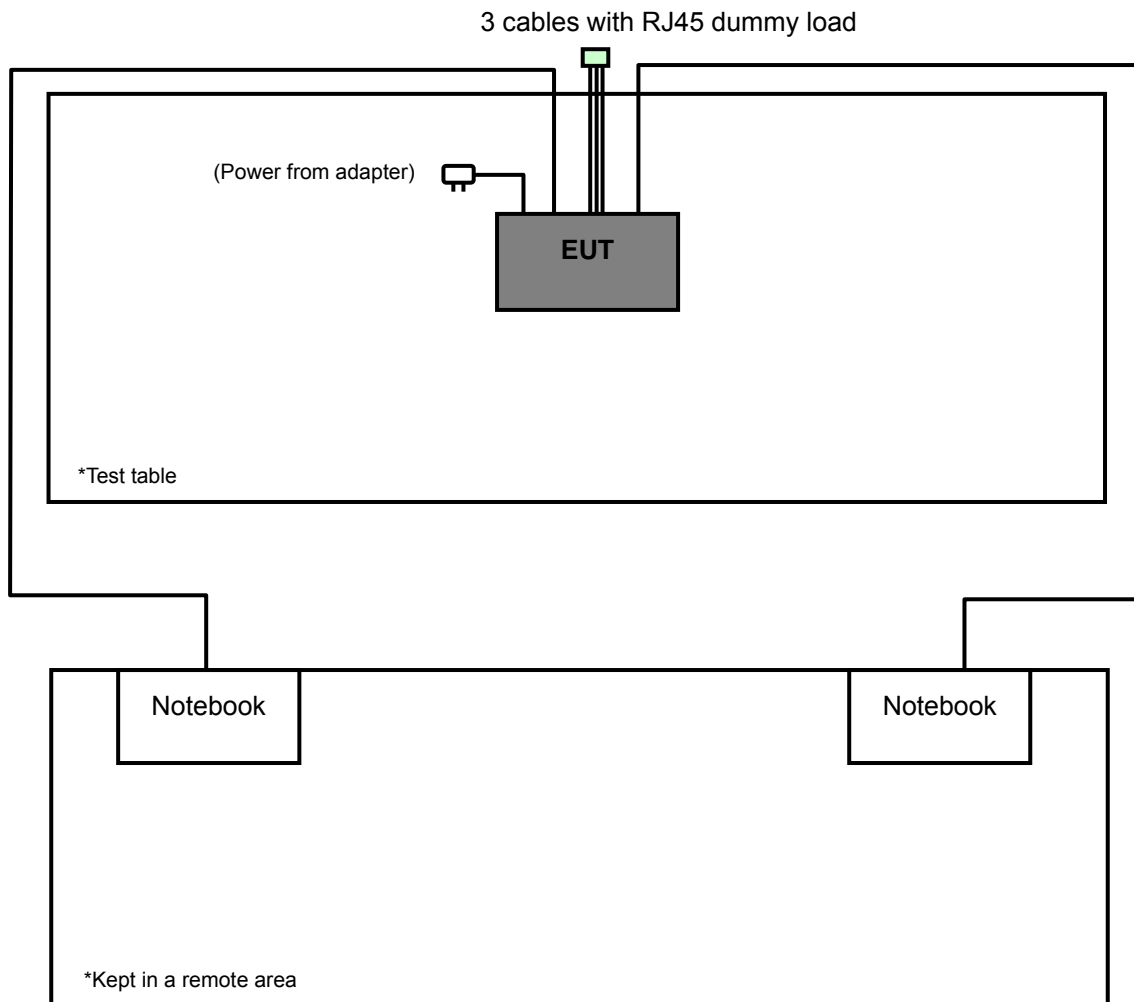 3 cables with RJ45 dummy load
(Power from adapter)
EUT
*Test table
Notebook
Notebook
*Kept in a remote area